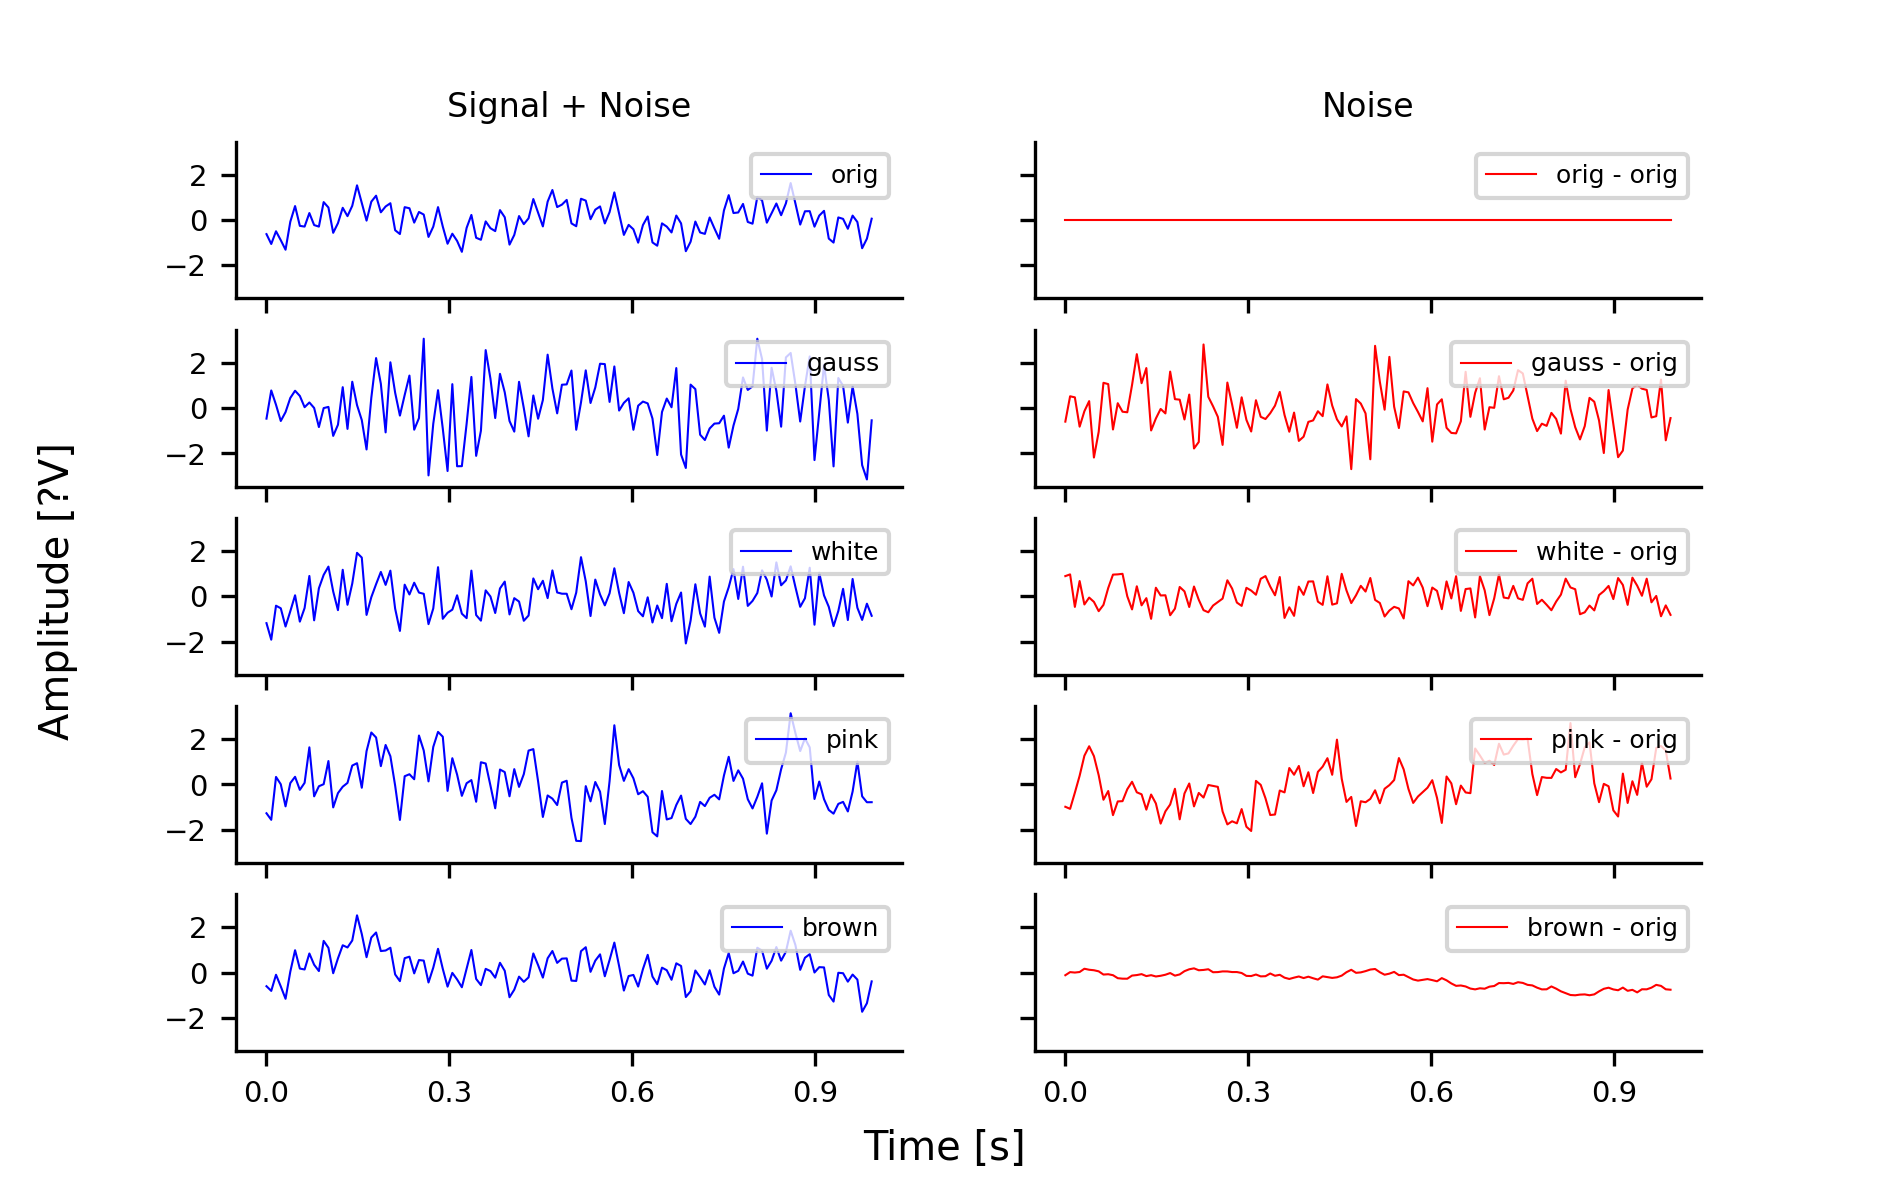 Signal + Noise
Noise
2
0
−2
orig
orig - orig
2
0
−2
gauss
gauss - orig
Amplitude [?V]
2
0
−2
white
white - orig
2
0
−2
pink
pink - orig
2
0
−2
brown
brown - orig
0.0 0.3 0.6 0.9
0.0 0.3 0.6 0.9
Time [s]